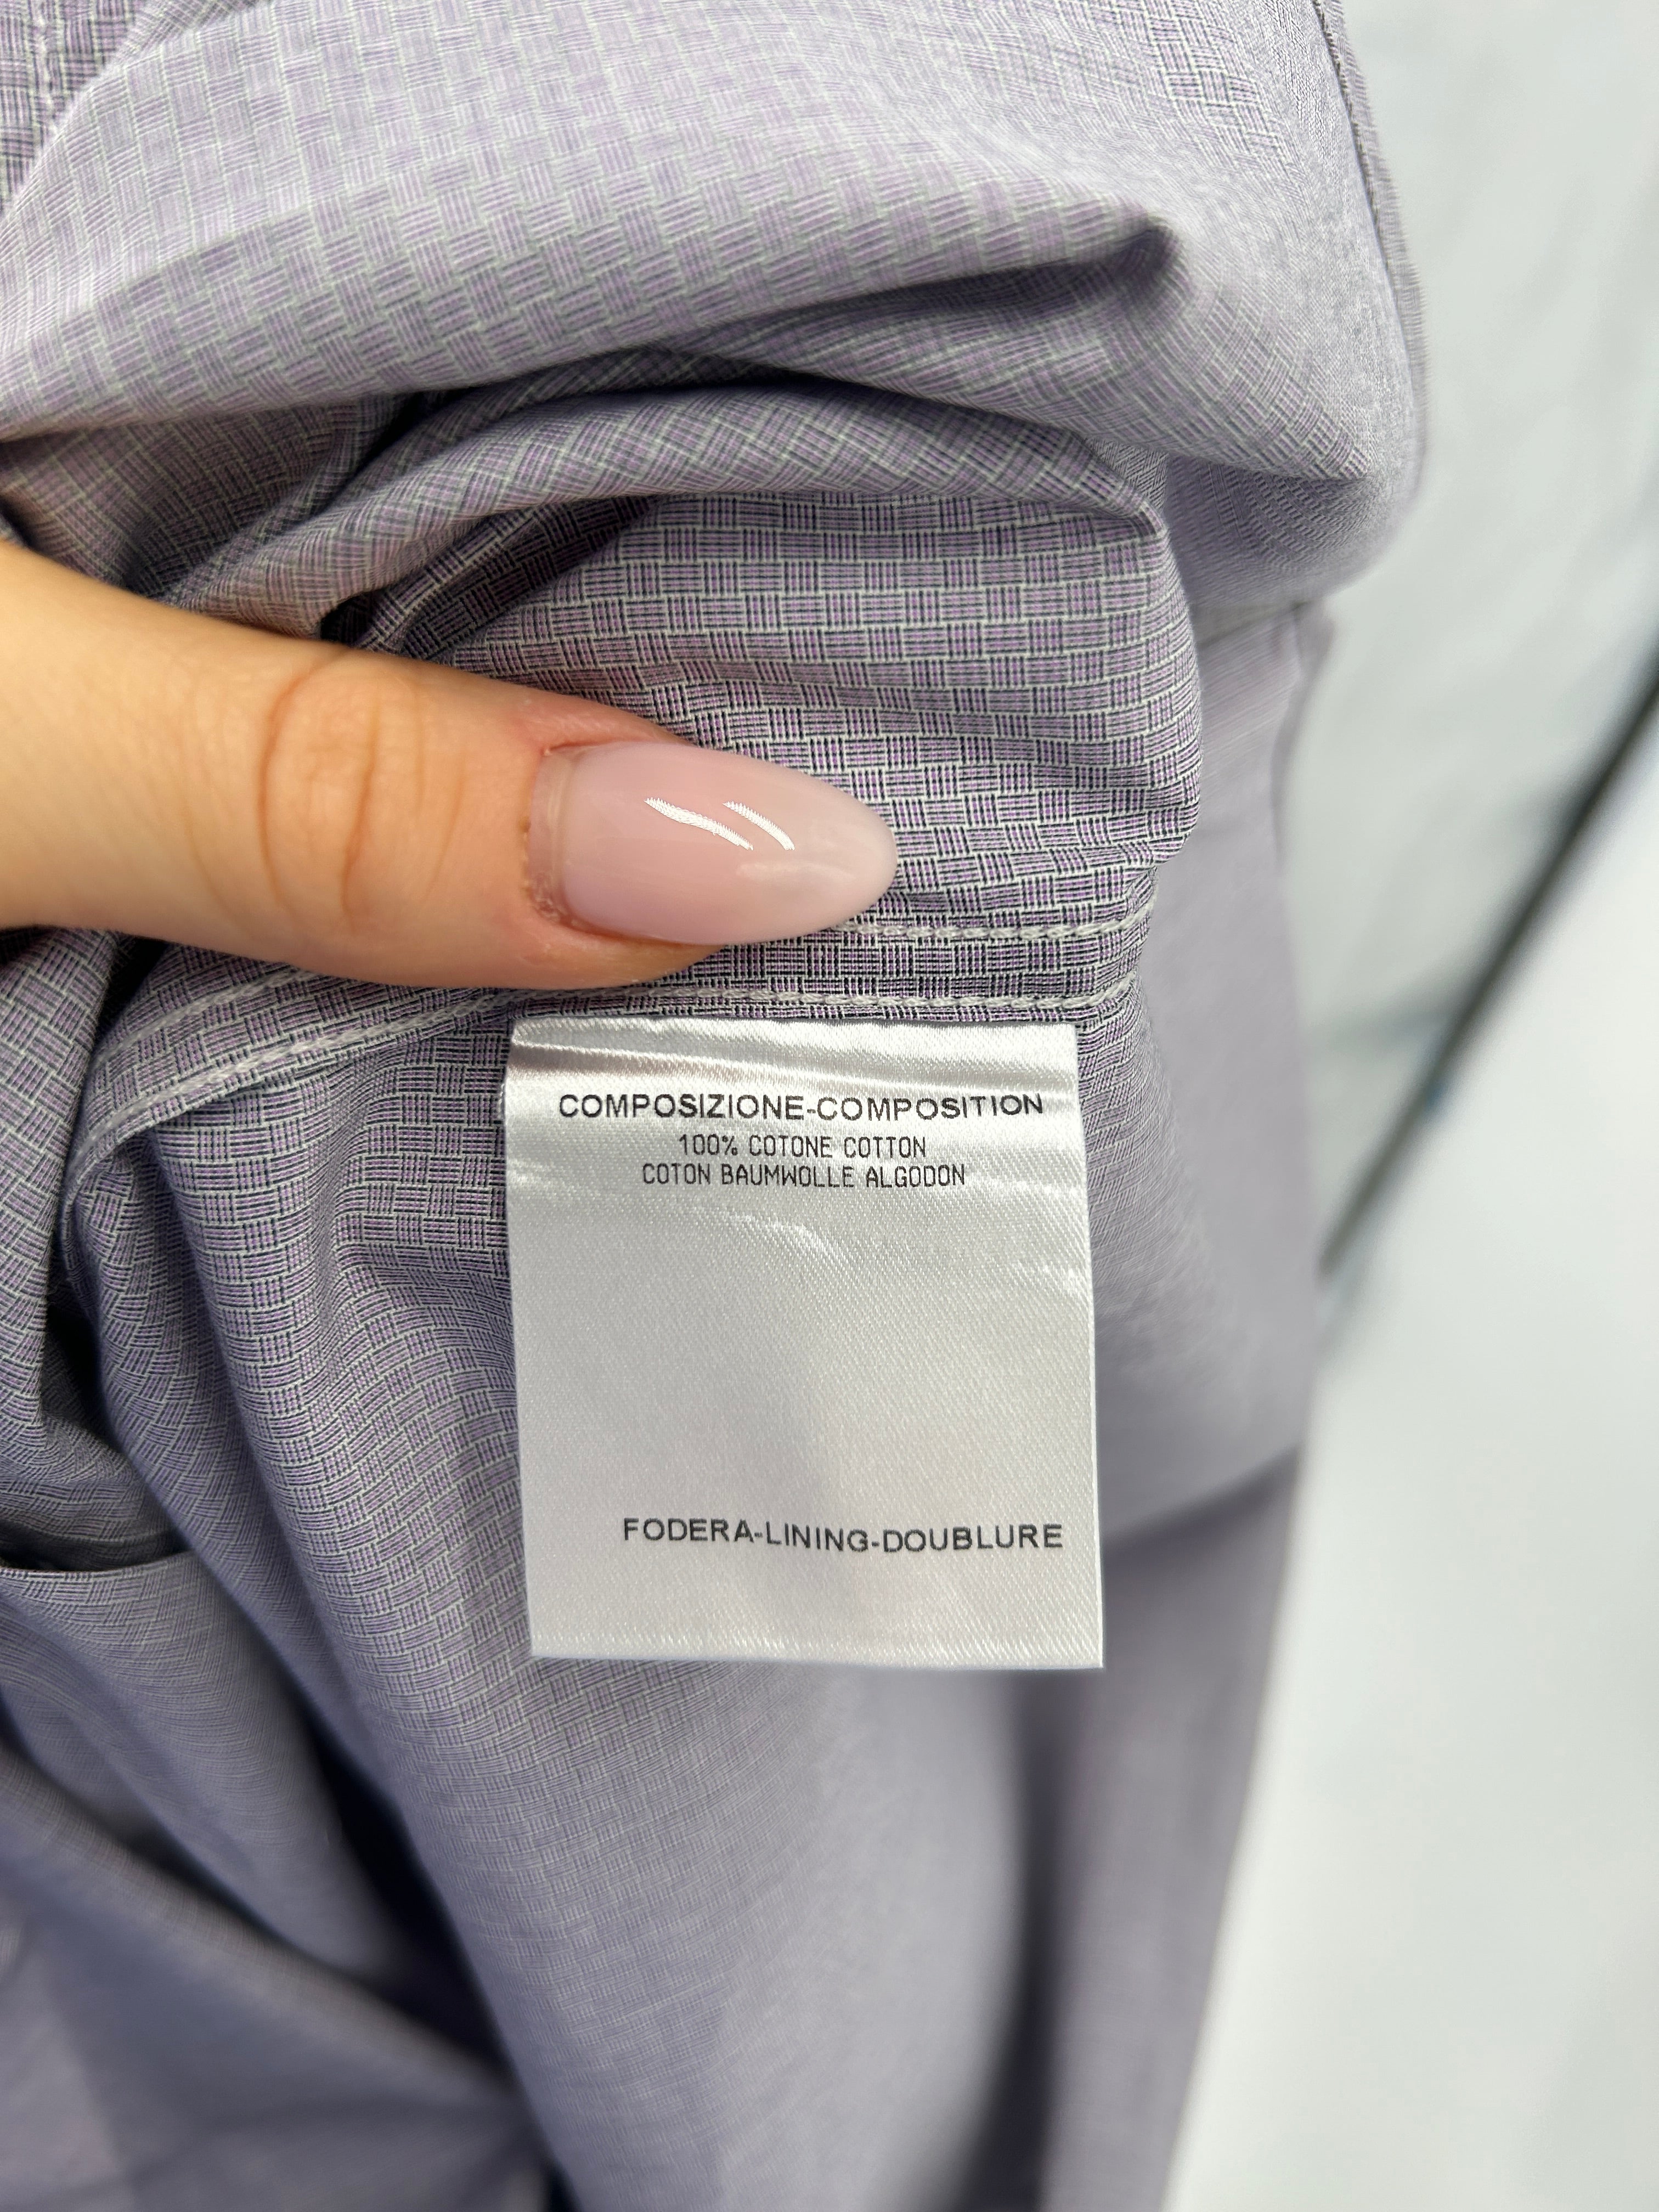 COMPOSIZIONE-COMPOSITION
100% COTONE COTTON
COTON BAUMWOLLE ALGODON
FODERA-LINING-DOUBLURE